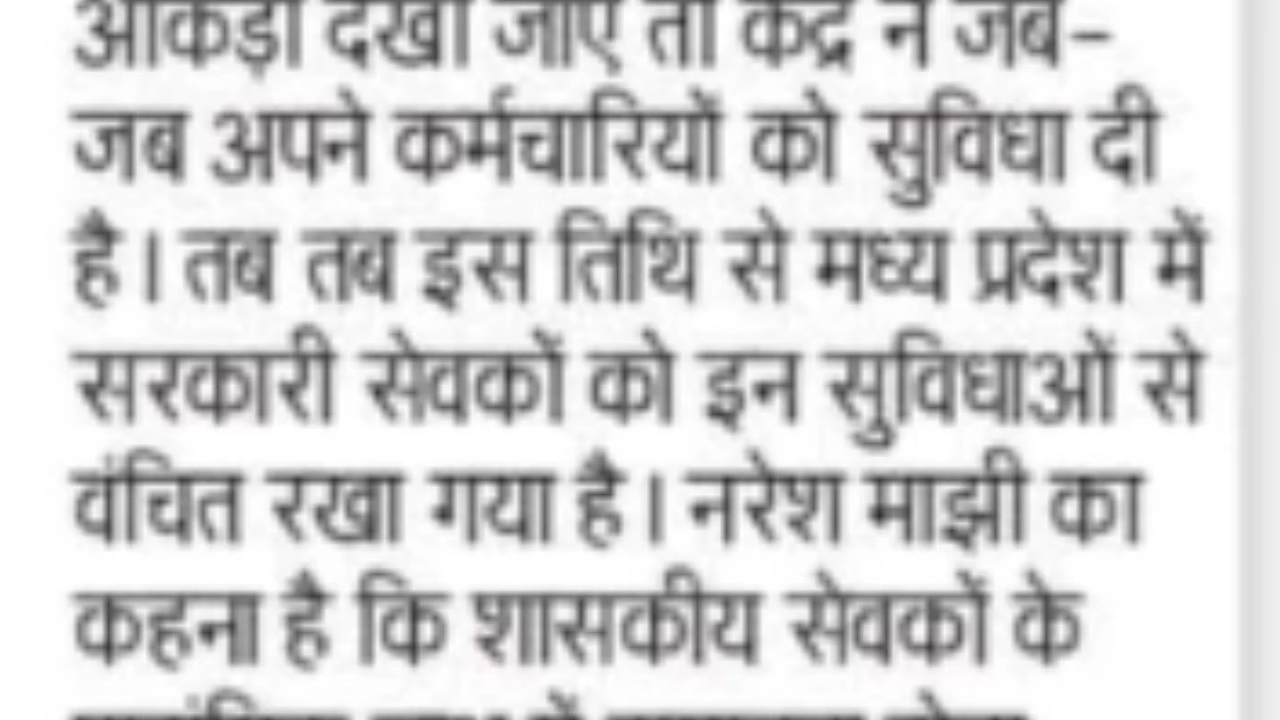 आंकड़ा देखा जाए तो केंद्र ने जब-
जब अपने कर्मचारियों को सुविधा दी
है। तब तब इस तिथि से मध्य प्रदेश में
सरकारी सेवकों को इन सुविधाओं से
वंचित रखा गया है। नरेश माझी का
कहना है कि शासकीय सेवकों के